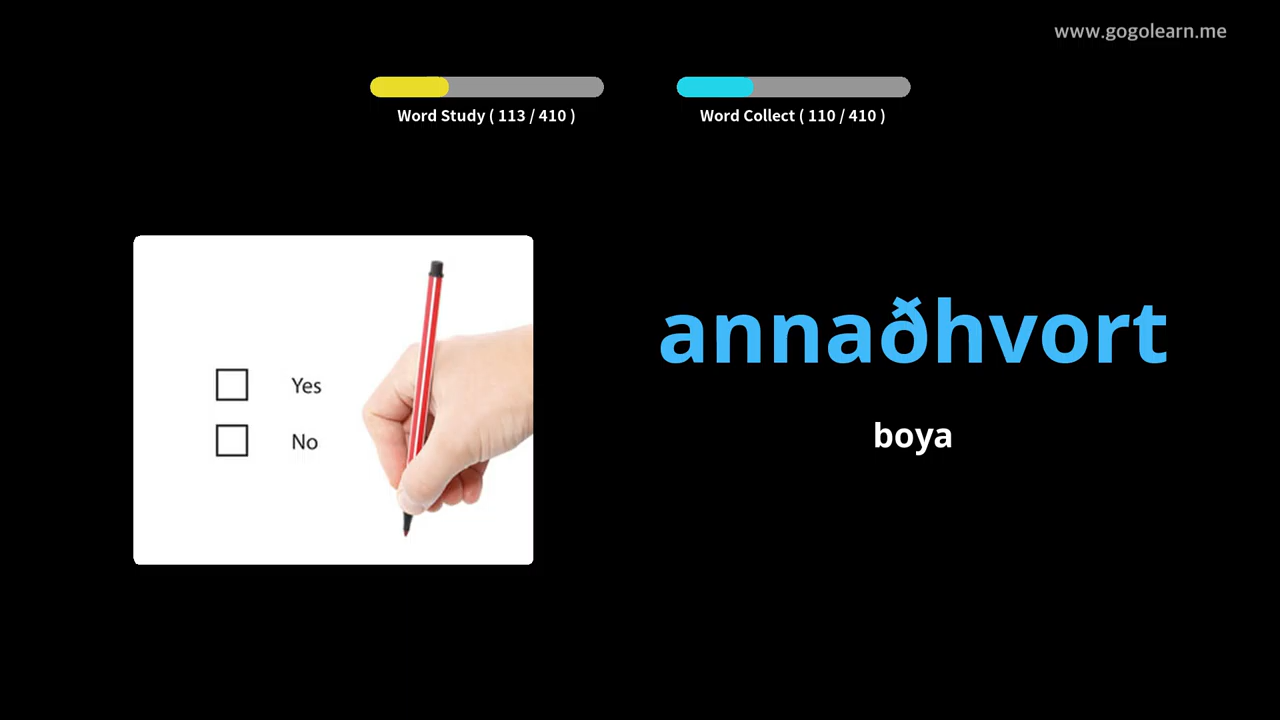 www.gogolearn.me
Word Study ( 113 / 410 )
Word Collect ( 110 / 410 )
Yes
No
annaðhvort
boya